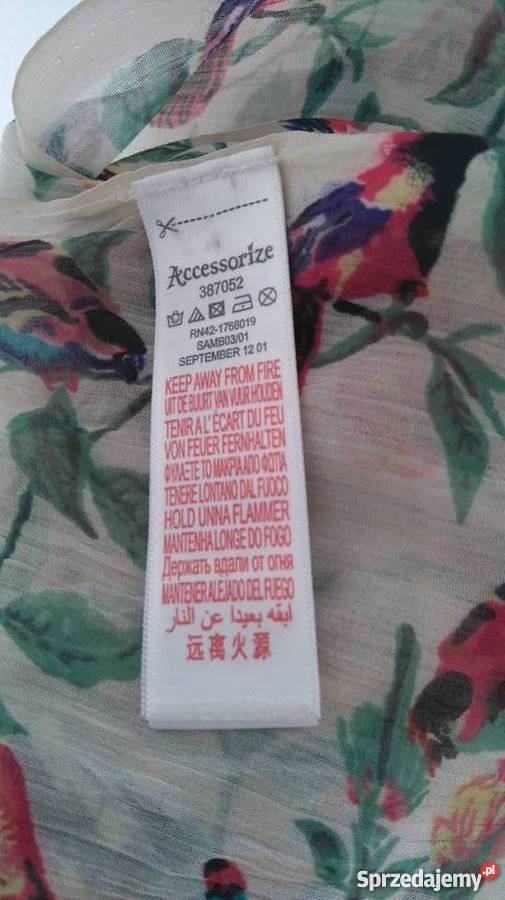 Accessorize
387052
RN42-1768019
SAMB03/01
SEPTEMBER 12 01
KEEP AWAY FROM FIRE
UIT DE BUURT VAN VUUR HOUDEN
TENIR A L'ÉCART DU FEU
VON FEUER FERNHALTEN
ΦΥΛΑΞΤΕ ΤΟ ΜΑΚΡΙΑ ΑΠΟ ΦΩΤΙΑ
TENERE LONTANO DAL FUOCO
HOLD UNNA FLAMMER
MANTENHA LONGE DO FOGO
Держать вдали от огня
MANTENER ALEJADO DEL FUEGO
ابقه بعيدا عن النار
远离火源
Sprzedajemy.pl